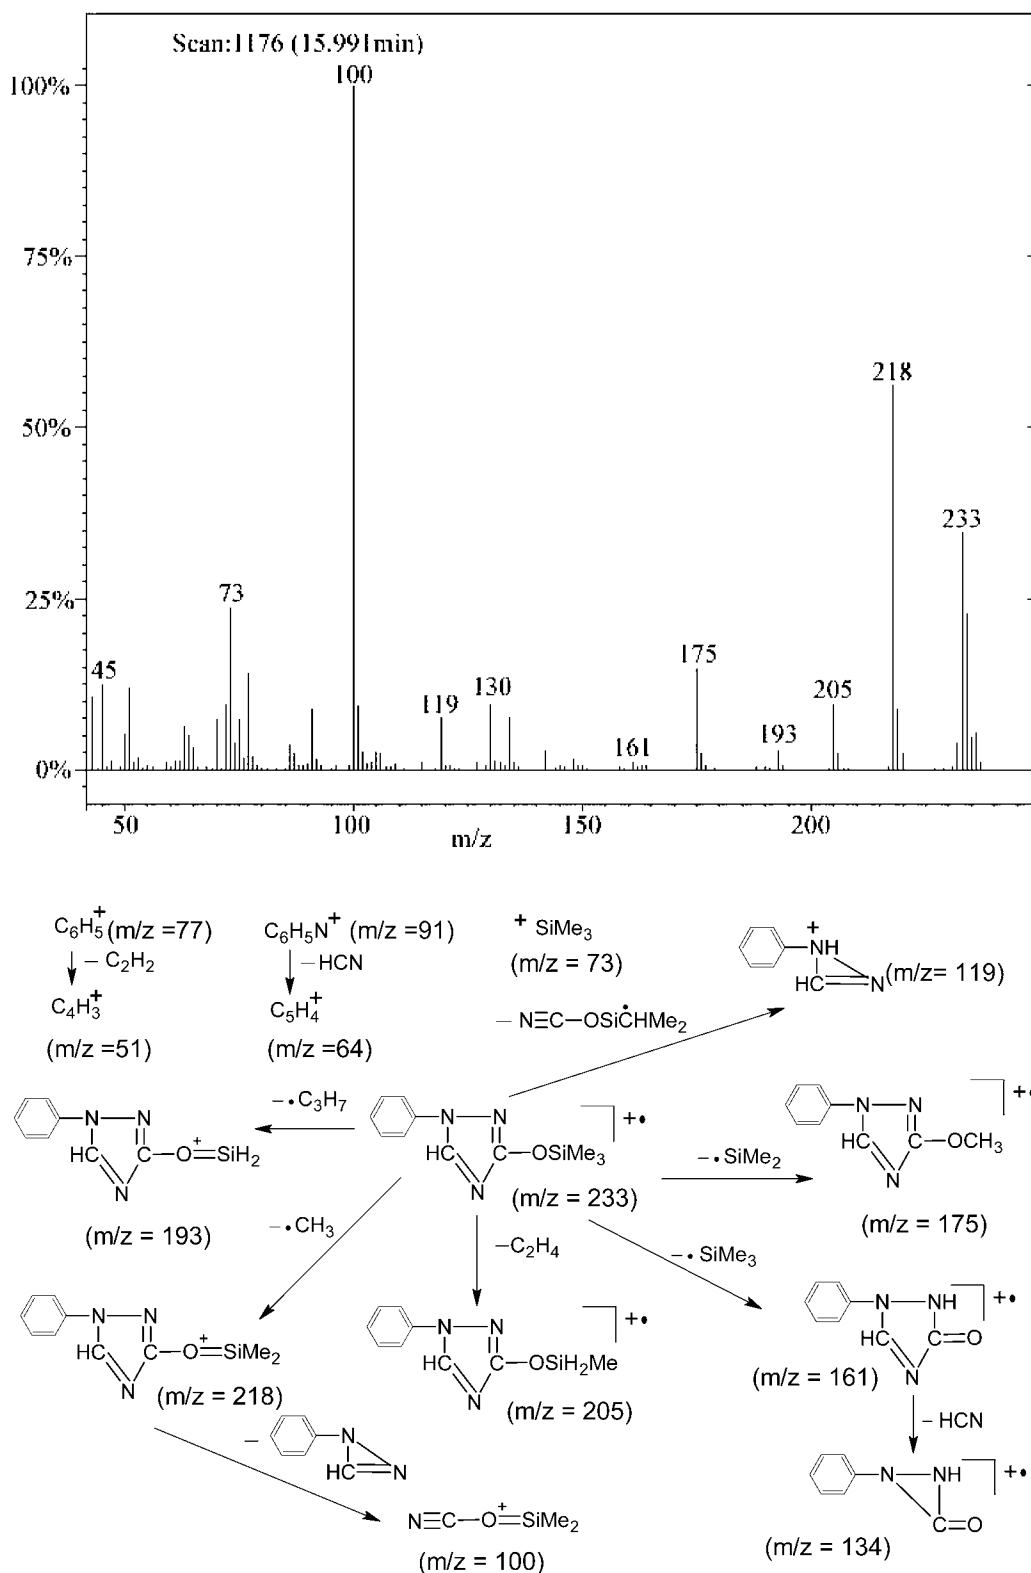 Scan:1176 (15.991min)
100
100%
75%
218
50%
233
25%
73
175
45
119
130
205
193
161
0%
50
100
150
200
m/z
C6H5+ (m/z =77)
– C2H2
C4H3+
(m/z =51)
C6H5N+ (m/z =91)
–HCN
C5H4+
(m/z =64)
+ SiMe3
(m/z = 73)
– N≡C–OSiĊHMe2
+
NH
HC
N
(m/z= 119)
–•C3H7
N
N
HC
N
O
+
SiH2
(m/z = 193)
N
N
HC
N
OSiMe3
+•
(m/z = 233)
–•SiMe2
N
N
HC
N
OCH3
+•
(m/z = 175)
–•CH3
–C2H4
–• SiMe3
N
N
HC
N
O
+
SiMe2
(m/z = 218)
N
N
HC
N
OSiH2Me
+•
(m/z = 205)
N
NH
HC
N
C=O
+•
(m/z = 161)
– HCN
–
N
HC
N
N≡C–O
+
SiMe2
(m/z = 100)
N
NH
C=O
+•
(m/z = 134)